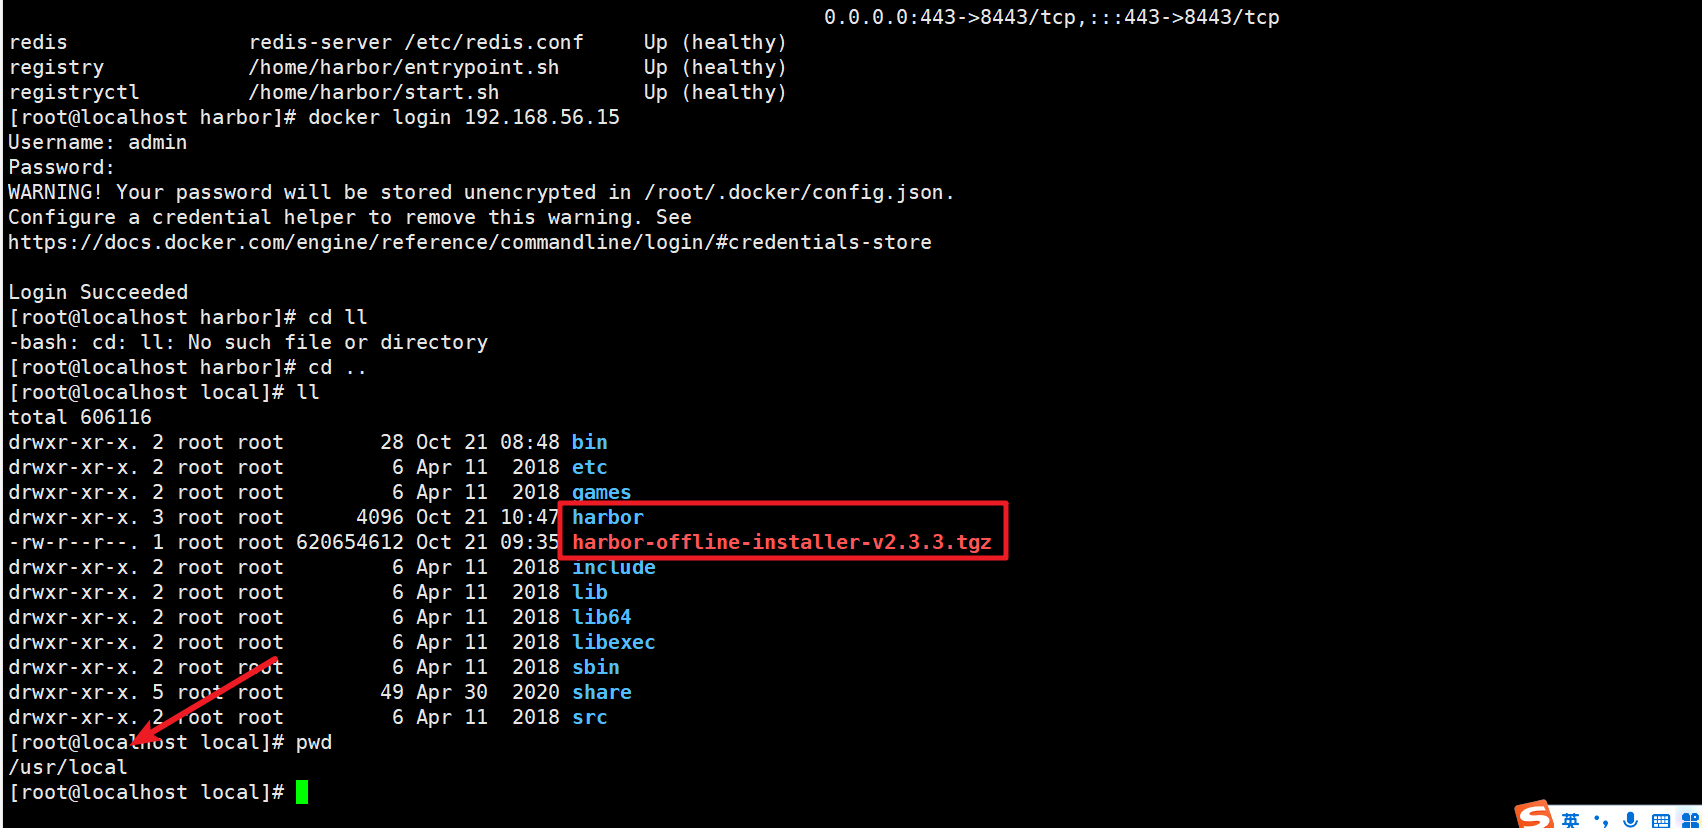 0.0.0.0:443->8443/tcp,:::443->8443/tcp
redis               redis-server /etc/redis.conf     Up (healthy)
registry            /home/harbor/entrypoint.sh       Up (healthy)
registryctl         /home/harbor/start.sh            Up (healthy)
[root@localhost harbor]# docker login 192.168.56.15
Username: admin
Password:
WARNING! Your password will be stored unencrypted in /root/.docker/config.json.
Configure a credential helper to remove this warning. See
https://docs.docker.com/engine/reference/commandline/login/#credentials-store

Login Succeeded
[root@localhost harbor]# cd ll
-bash: cd: ll: No such file or directory
[root@localhost harbor]# cd ..
[root@localhost local]# ll
total 606116
drwxr-xr-x. 2 root root        28 Oct 21 08:48 bin
drwxr-xr-x. 2 root root         6 Apr 11  2018 etc
drwxr-xr-x. 2 root root         6 Apr 11  2018 games
drwxr-xr-x. 3 root root      4096 Oct 21 10:47 harbor
-rw-r--r--. 1 root root 620654612 Oct 21 09:35 harbor-offline-installer-v2.3.3.tgz
drwxr-xr-x. 2 root root         6 Apr 11  2018 include
drwxr-xr-x. 2 root root         6 Apr 11  2018 lib
drwxr-xr-x. 2 root root         6 Apr 11  2018 lib64
drwxr-xr-x. 2 root root         6 Apr 11  2018 libexec
drwxr-xr-x. 2 root root         6 Apr 11  2018 sbin
drwxr-xr-x. 5 root root        49 Apr 30  2020 share
drwxr-xr-x. 2 root root         6 Apr 11  2018 src
[root@localhost local]# pwd
/usr/local
[root@localhost local]#
S 英